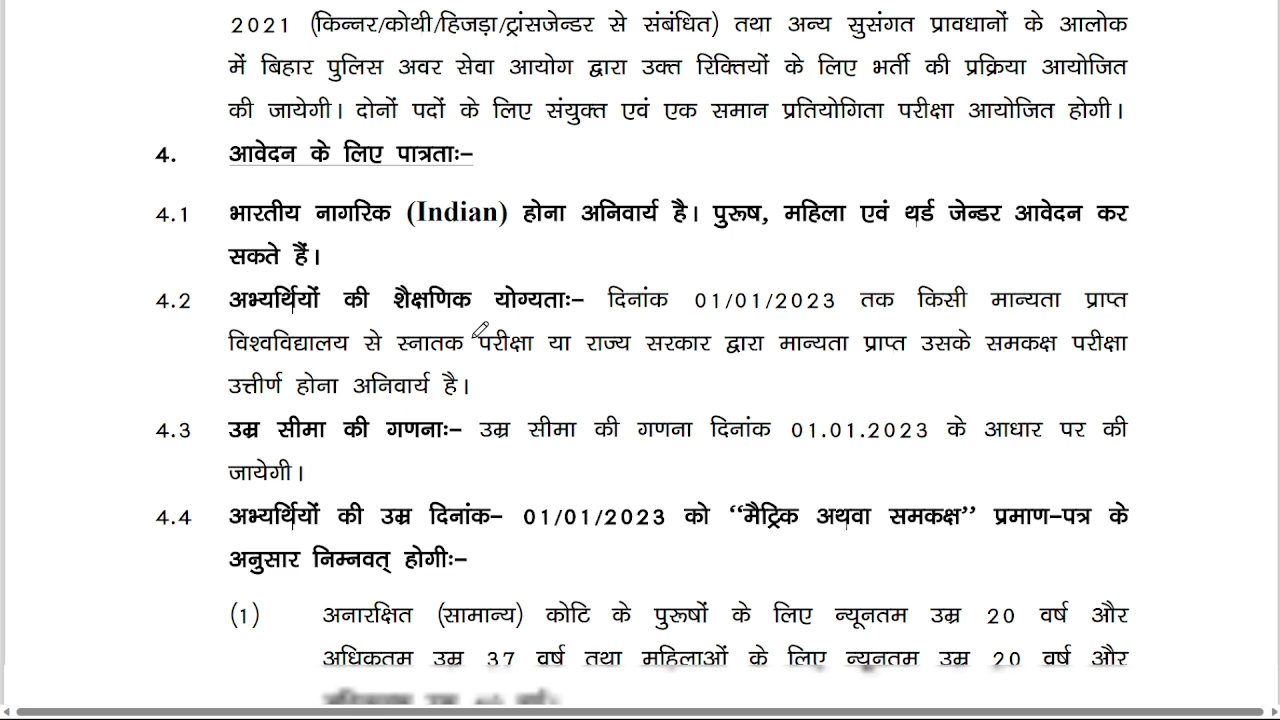 2021 (किन्नर/कोथी/हिजड़ा/ट्रांसजेन्डर से संबंधित) तथा अन्य सुसंगत प्रावधानों के आलोक
में बिहार पुलिस अवर सेवा आयोग द्वारा उक्त रिक्तियों के लिए भर्ती की प्रक्रिया आयोजित
की जायेगी। दोनों पदों के लिए संयुक्त एवं एक समान प्रतियोगिता परीक्षा आयोजित होगी।
4. आवेदन के लिए पात्रताः-
4.1 भारतीय नागरिक (Indian) होना अनिवार्य है। पुरूष, महिला एवं थर्ड जेन्डर आवेदन कर
सकते हैं।
4.2 अभ्यर्थियों की शैक्षणिक योग्यताः- दिनांक 01/01/2023 तक किसी मान्यता प्राप्त
विश्वविद्यालय से स्नातक परीक्षा या राज्य सरकार द्वारा मान्यता प्राप्त उसके समकक्ष परीक्षा
उत्तीर्ण होना अनिवार्य है।
4.3 उम्र सीमा की गणनाः- उम्र सीमा की गणना दिनांक 01.01.2023 के आधार पर की
जायेगी।
4.4 अभ्यर्थियों की उम्र दिनांक- 01/01/2023 को “मैट्रिक अथवा समकक्ष” प्रमाण-पत्र के
अनुसार निम्नवत् होगीः-
(1) अनारक्षित (सामान्य) कोटि के पुरूषों के लिए न्यूनतम उम्र 20 वर्ष और
अधिकतम उम्र 37 वर्ष तथा महिलाओं के लिए न्यूनतम उम्र 20 वर्ष और